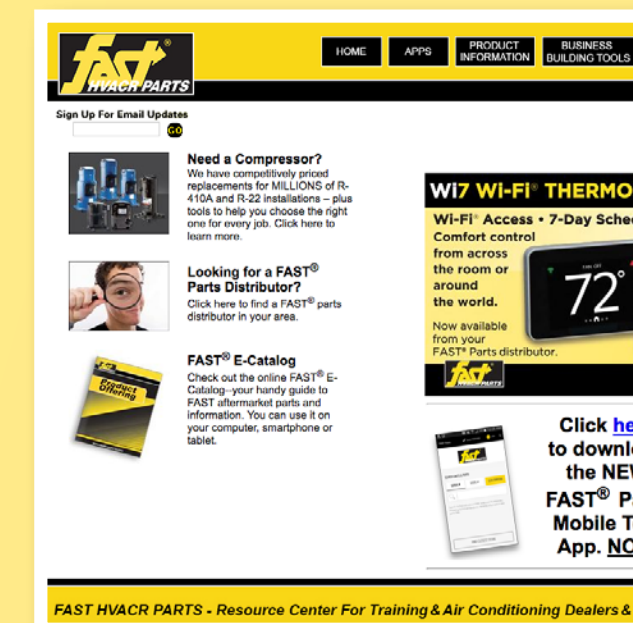 fast®
HVACR PARTS
HOME
APPS
PRODUCT
INFORMATION
BUSINESS
BUILDING TOOLS
Sign Up For Email Updates
GO
Need a Compressor?
We have competitively priced
replacements for MILLIONS of R-
410A and R-22 installations – plus
tools to help you choose the right
one for every job. Click here to
learn more.
Looking for a FAST®
Parts Distributor?
Click here to find a FAST® parts
distributor in your area.
Product
Offering
FAST® E-Catalog
Check out the online FAST® E-
Catalog--your handy guide to
FAST aftermarket parts and
information. You can use it on
your computer, smartphone or
tablet.
Wi7 Wi-Fi® THERMO
Wi-Fi® Access • 7-Day Sche
Comfort control
from across
the room or
around
the world.
72°
Now available
from your
FAST® Parts distributor.
fast
HVACR PARTS
fast
Click he
to downl
the NE
FAST® Pa
Mobile T
App. NO
FAST HVACR PARTS - Resource Center For Training & Air Conditioning Dealers &